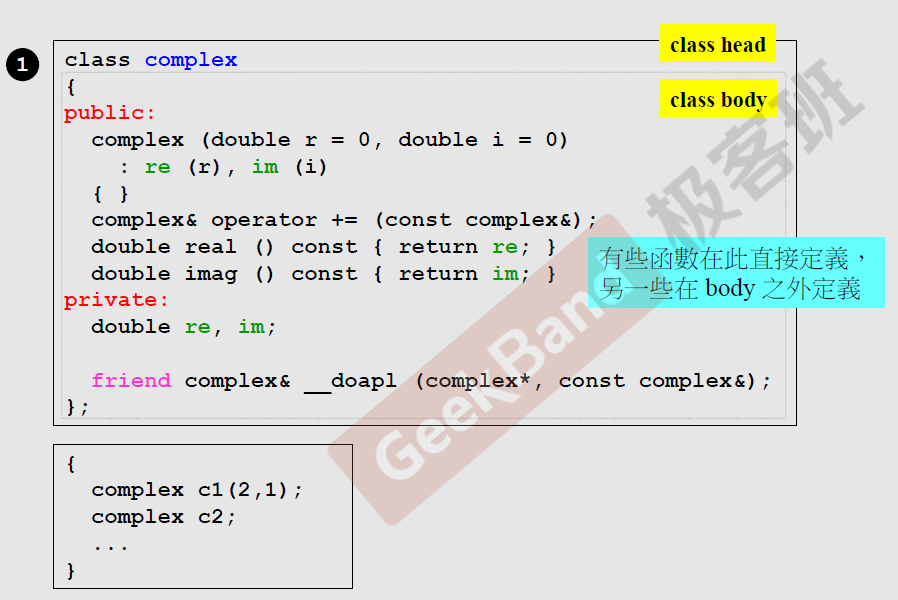 1
class head
class complex
{
class body
public:
  complex (double r = 0, double i = 0)
    : re (r), im (i)
  { }
  complex& operator += (const complex&);
  double real () const { return re; }
  double imag () const { return im; }
有些函數在此直接定義，
另一些在 body 之外定義
private:
  double re, im;
  friend complex& __doapl (complex*, const complex&);
};
{
  complex c1(2,1);
  complex c2;
  ...
}
GeekBand 极客班